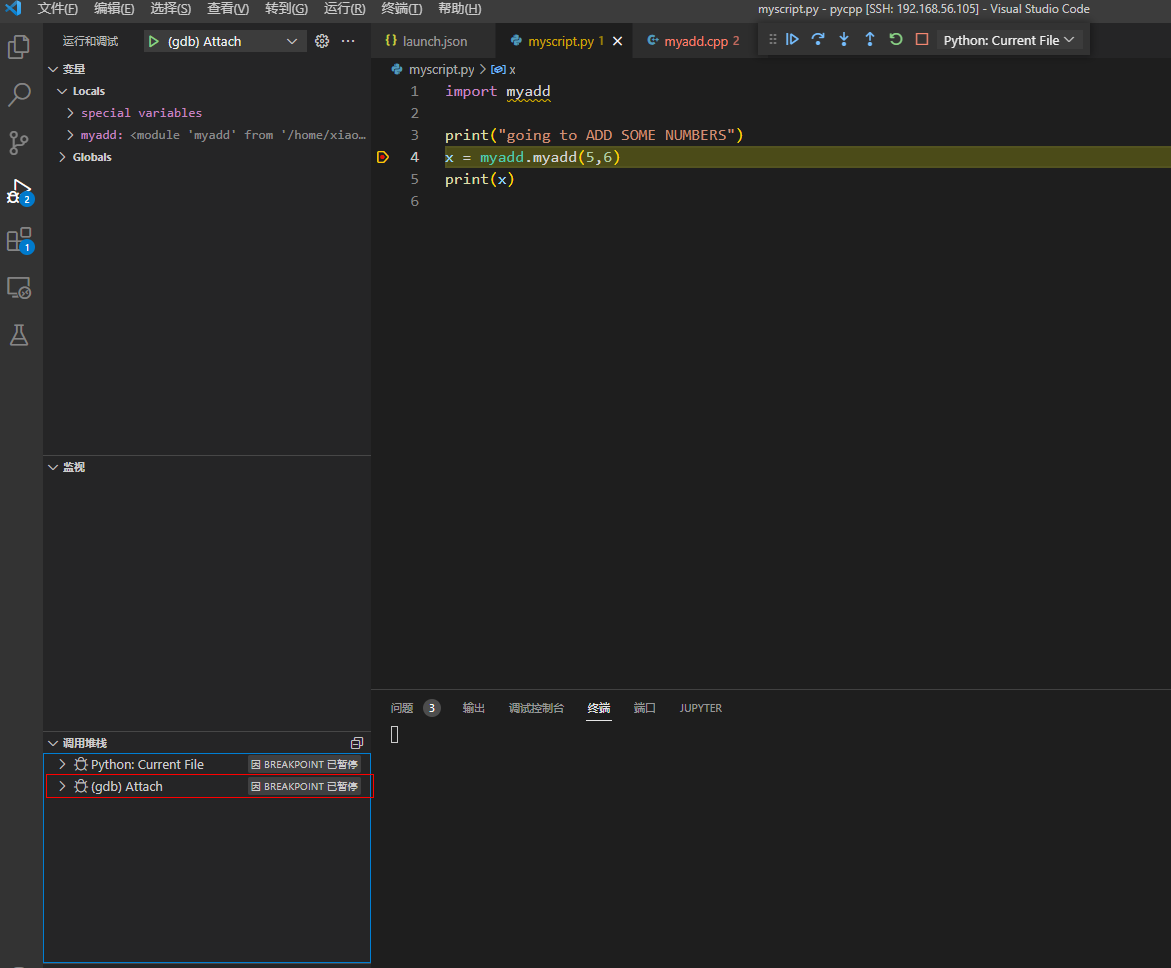 文件(F) 编辑(E) 选择(S) 查看(V) 转到(G) 运行(R) 终端(T) 帮助(H) myscript.py - pycpp [SSH: 192.168.56.105] - Visual Studio Code
运行和调试 (gdb) Attach
launch.json myscript.py 1 myadd.cpp 2 Python: Current File
变量
Locals
special variables
myadd: <module 'myadd' from '/home/xiao…
Globals
2
1
myscript.py > x
1 import myadd
2
3 print("going to ADD SOME NUMBERS")
4 x = myadd.myadd(5,6)
5 print(x)
6
监视
问题 3 输出 调试控制台 终端 端口 JUPYTER
调用堆栈
Python: Current File 因 BREAKPOINT 已暂停
(gdb) Attach 因 BREAKPOINT 已暂停